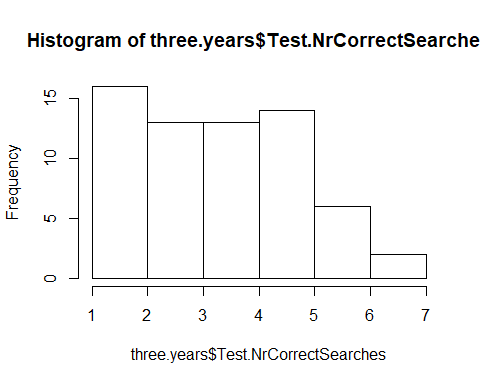 Histogram of three.years$Test.NrCorrectSearche
15
10
5
0
Frequency
1 2 3 4 5 6 7
three.years$Test.NrCorrectSearches